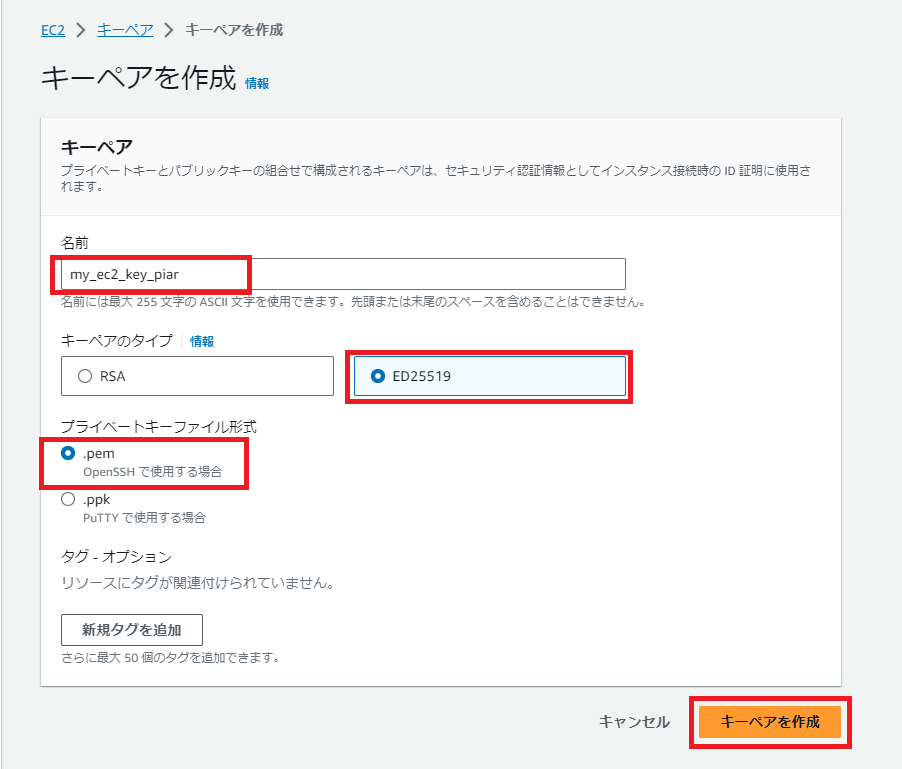 EC2 > キーペア > キーペアを作成
キーペアを作成 情報
キーペア
プライベートキーとパブリックキーの組合せで構成されるキーペアは、セキュリティ認証情報としてインスタンス接続時の ID 証明に使用さ
れます。
名前
my_ec2_key_piar
名前には最大 255 文字の ASCII 文字を使用できます。先頭または末尾のスペースを含めることはできません。
キーペアのタイプ 情報
RSA
ED25519
プライベートキーファイル形式
.pem
OpenSSH で使用する場合
.ppk
PuTTY で使用する場合
タグ - オプション
リソースにタグが関連付けられていません。
新規タグを追加
さらに最大 50 個のタグを追加できます。
キャンセル
キーペアを作成